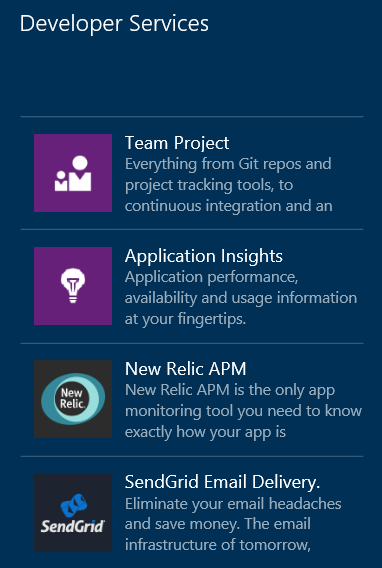 Developer Services
Team Project
Everything from Git repos and
project tracking tools, to
continuous integration and an
Application Insights
Application performance,
availability and usage information
at your fingertips.
New
Relic.
New Relic APM
New Relic APM is the only app
monitoring tool you need to know
exactly how your app is
SendGrid
SendGrid Email Delivery.
Eliminate your email headaches
and save money. The email
infrastructure of tomorrow,